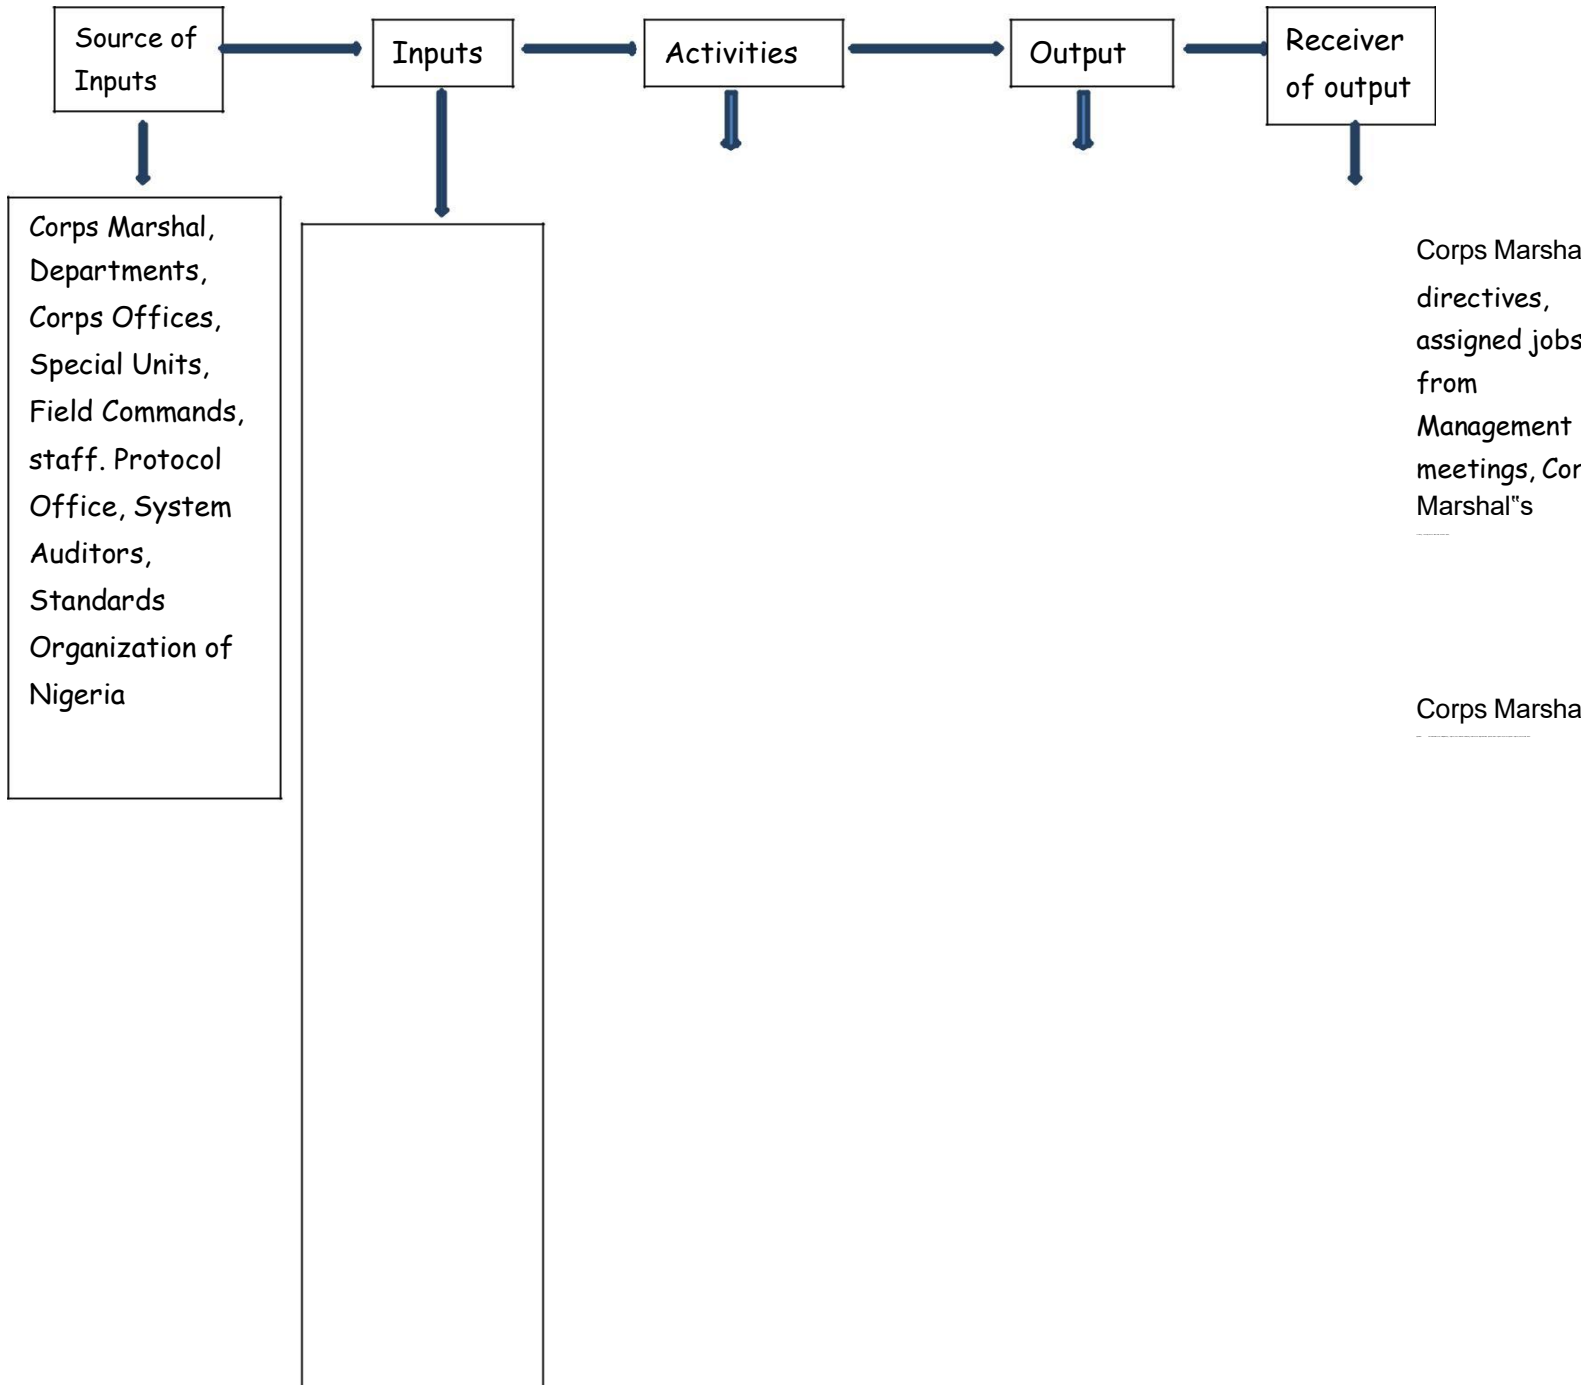 Source of
Inputs
Inputs
Activities
Output
Receiver
of output
Corps Marshal,
Departments,
Corps Offices,
Special Units,
Field Commands,
staff. Protocol
Office, System
Auditors,
Standards
Organization of
Nigeria
Corps Marsha
directives,
assigned jobs
from
Management
meetings, Cor
Marshal‟s
Corps Marsha